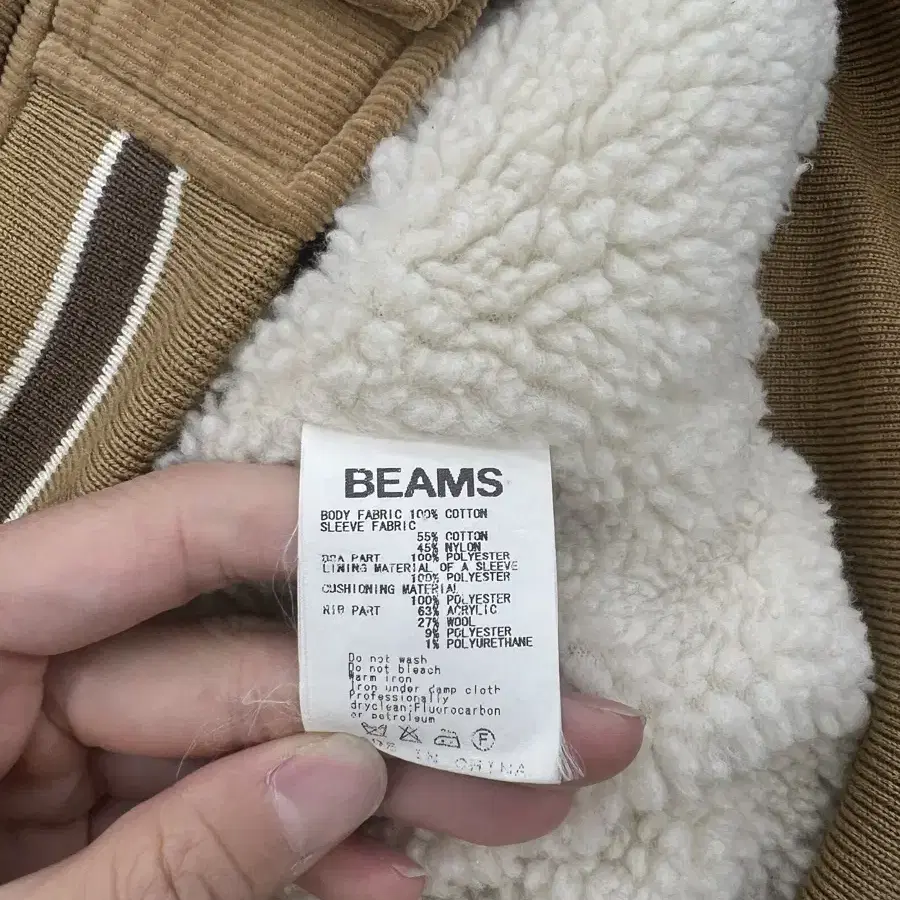 BEAMS
BODY FABRIC 100% COTTON
SLEEVE FABRIC
55% COTTON
45% NYLON
PART 100% POLYESTER
LINING MATERIAL OF A SLEEVE
100% POLYESTER
CUSHIONING MATERIAL
100% POLYESTER
RIB PART 63% ACRYLIC
27% WOOL
9% POLYESTER
1% POLYURETHANE
Do not wash
Do not bleach
Warm iron
Iron under damp cloth
Professionally
dryclean;Fluorocarbon
or petroleum
F
IN CHINA